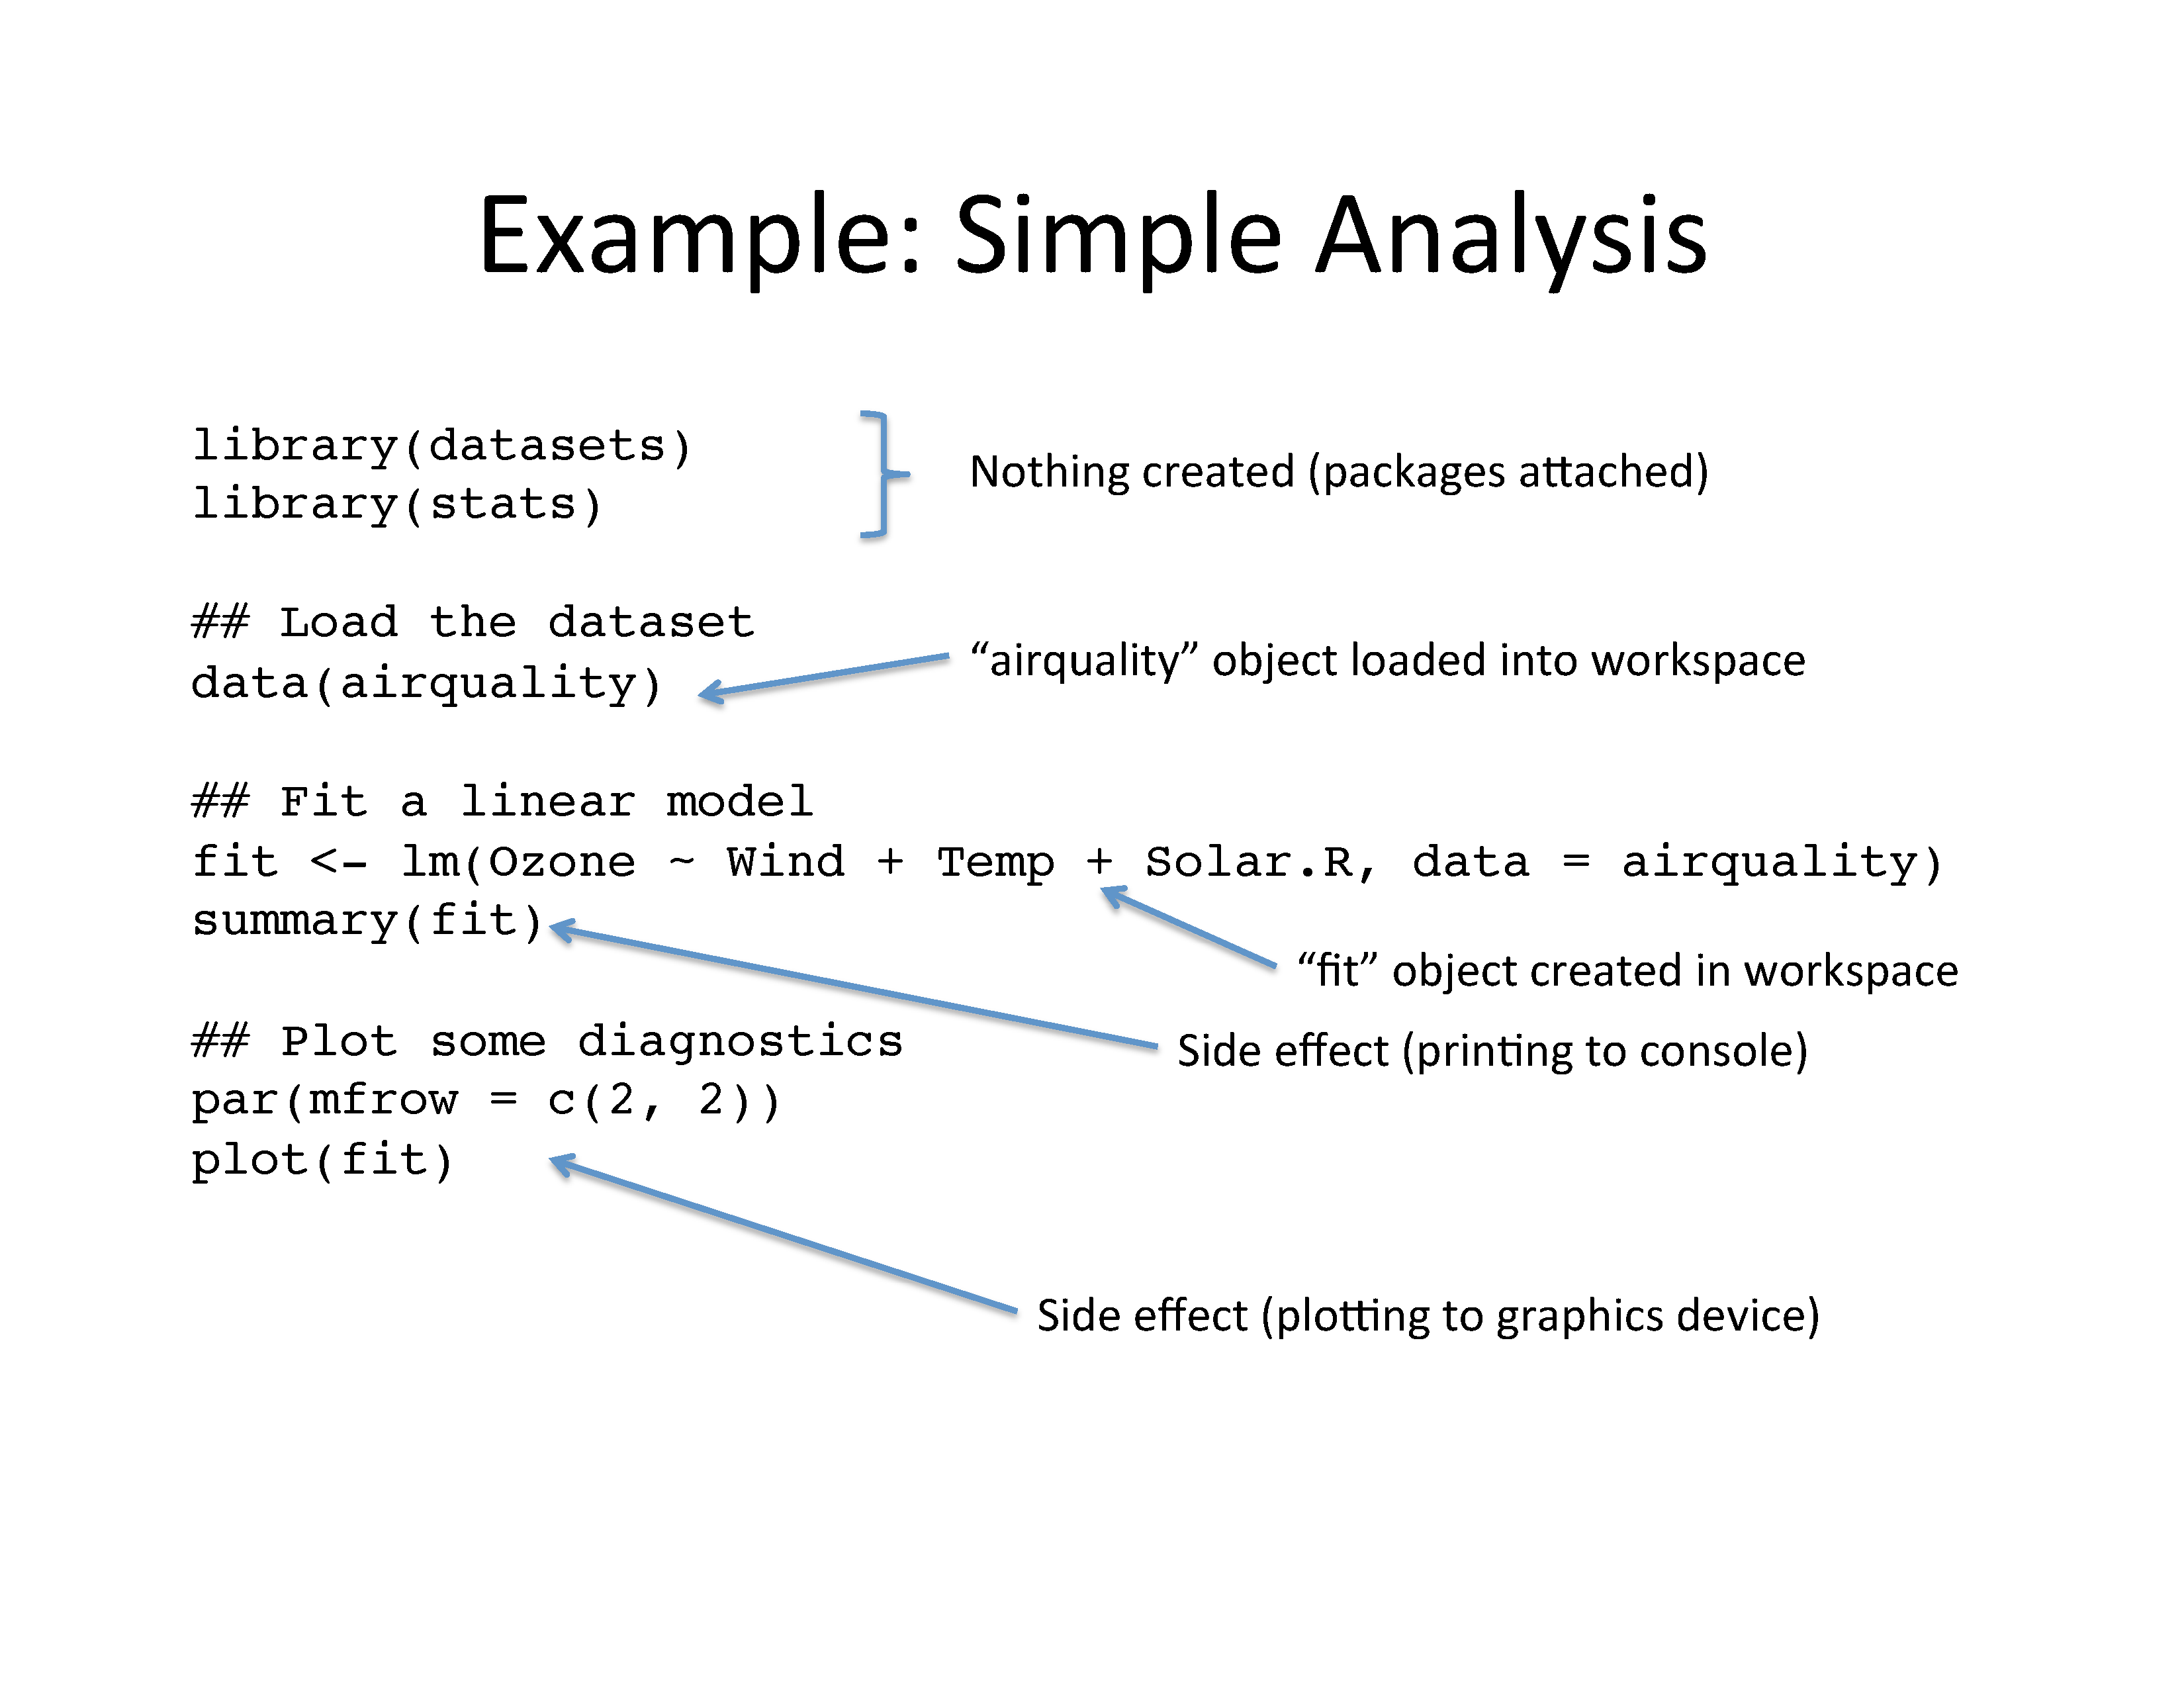 Example: Simple Analysis
library(datasets)
library(stats)
Nothing created (packages attached)
## Load the dataset
data(airquality)
“airquality” object loaded into workspace
## Fit a linear model
fit <- lm(Ozone ~ Wind + Temp + Solar.R, data = airquality)
summary(fit)
“fit” object created in workspace
Side effect (printing to console)
## Plot some diagnostics
par(mfrow = c(2, 2))
plot(fit)
Side effect (plotting to graphics device)